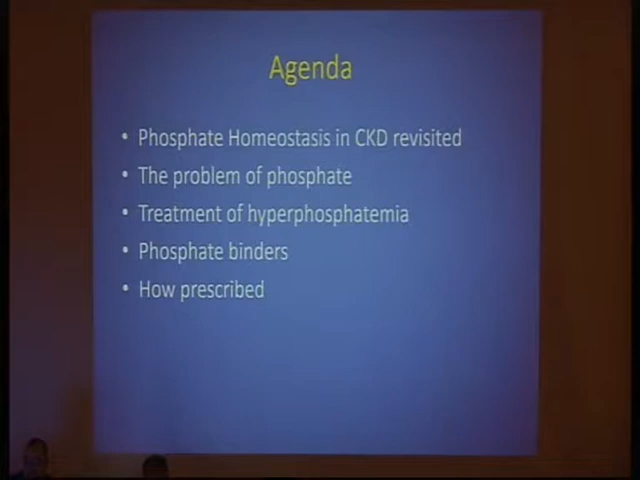 Agenda
• Phosphate Homeostasis in CKD revisited
• The problem of phosphate
• Treatment of hyperphosphatemia
• Phosphate binders
• How prescribed